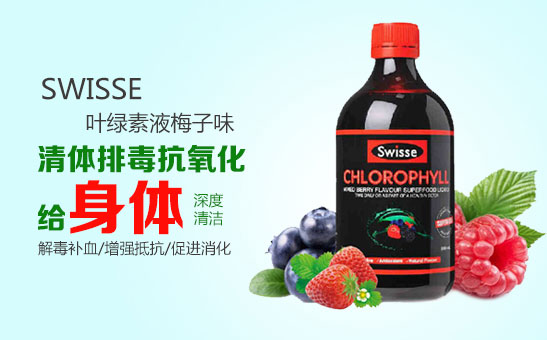 SWISSE
叶绿素液梅子味
清体排毒抗氧化
给身体深度清洁
解毒补血/增强抵抗/促进消化
Swisse
CHLOROPHYLL
MIXED BERRY FLAVOUR SUPERFOOD LIQUID